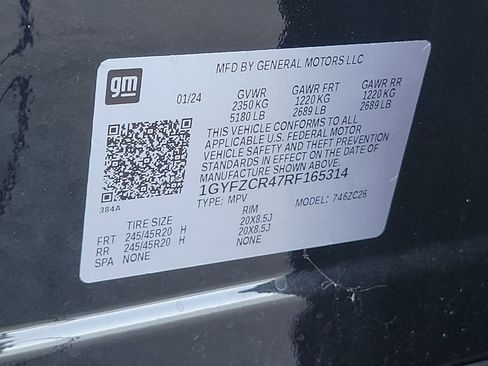 MFD BY GENERAL MOTORS LLC
gm
01/24 GVWR GAWR FRT GAWR RR
2350 KG 1220 KG 1220 KG
5180 LB 2689 LB 2689 LB
THIS VEHICLE CONFORMS TO ALL
APPLICABLE U.S. FEDERAL MOTOR
VEHICLE SAFETY AND THEFT PREVENTION
STANDARDS IN EFFECT ON THE DATE OF
MANUFACTURE SHOWN ABOVE.
1GYFZCR47RF165314
384A TYPE: MPV MODEL: 746ZC26
TIRE SIZE RIM
FRT 245/45R20 H 20X8.5J
RR 245/45R20 H 20X8.5J
SPA NONE NONE